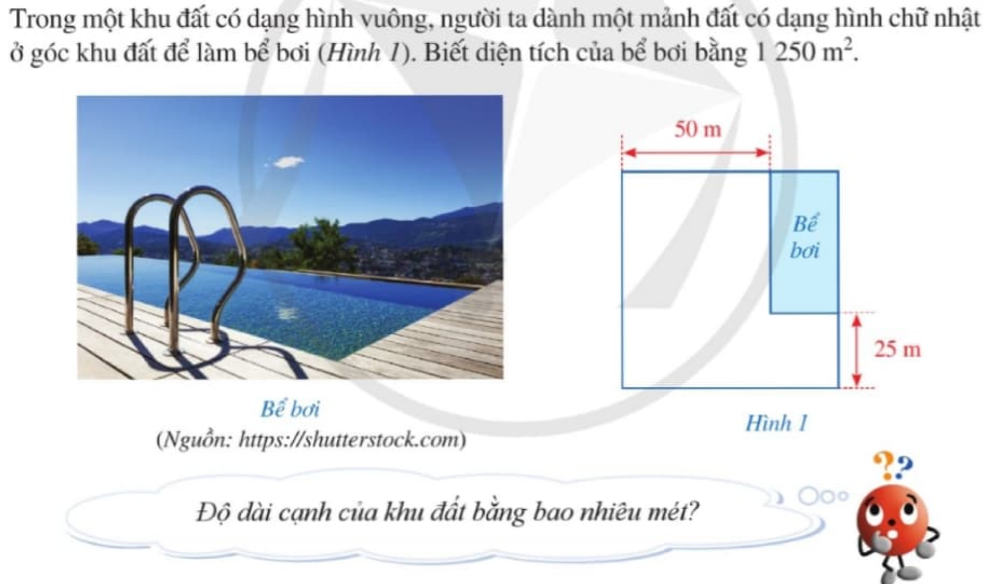 Trong một khu đất có dạng hình vuông, người ta dành một mảnh đất có dạng hình chữ nhật
ở góc khu đất để làm bể bơi (Hình 1). Biết diện tích của bể bơi bằng 1 250 m².
50 m
Bể
bơi
25 m
Bể bơi
(Nguồn: https://shutterstock.com)
Hình 1
??
Độ dài cạnh của khu đất bằng bao nhiêu mét?